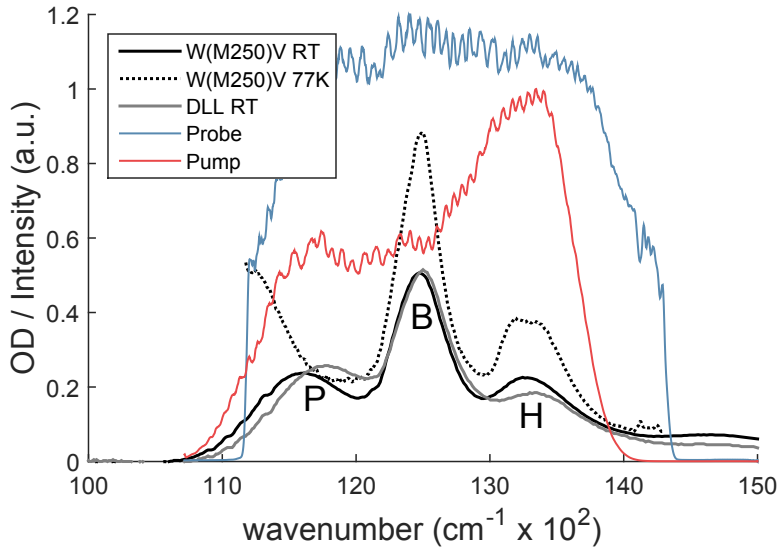 1.2
1
0.8
0.6
0.4
0.2
0
OD / Intensity (a.u.)
W(M250)V RT
W(M250)V 77K
DLL RT
Probe
Pump
P
B
H
100 110 120 130 140 150
wavenumber (cm⁻¹ x 10²)